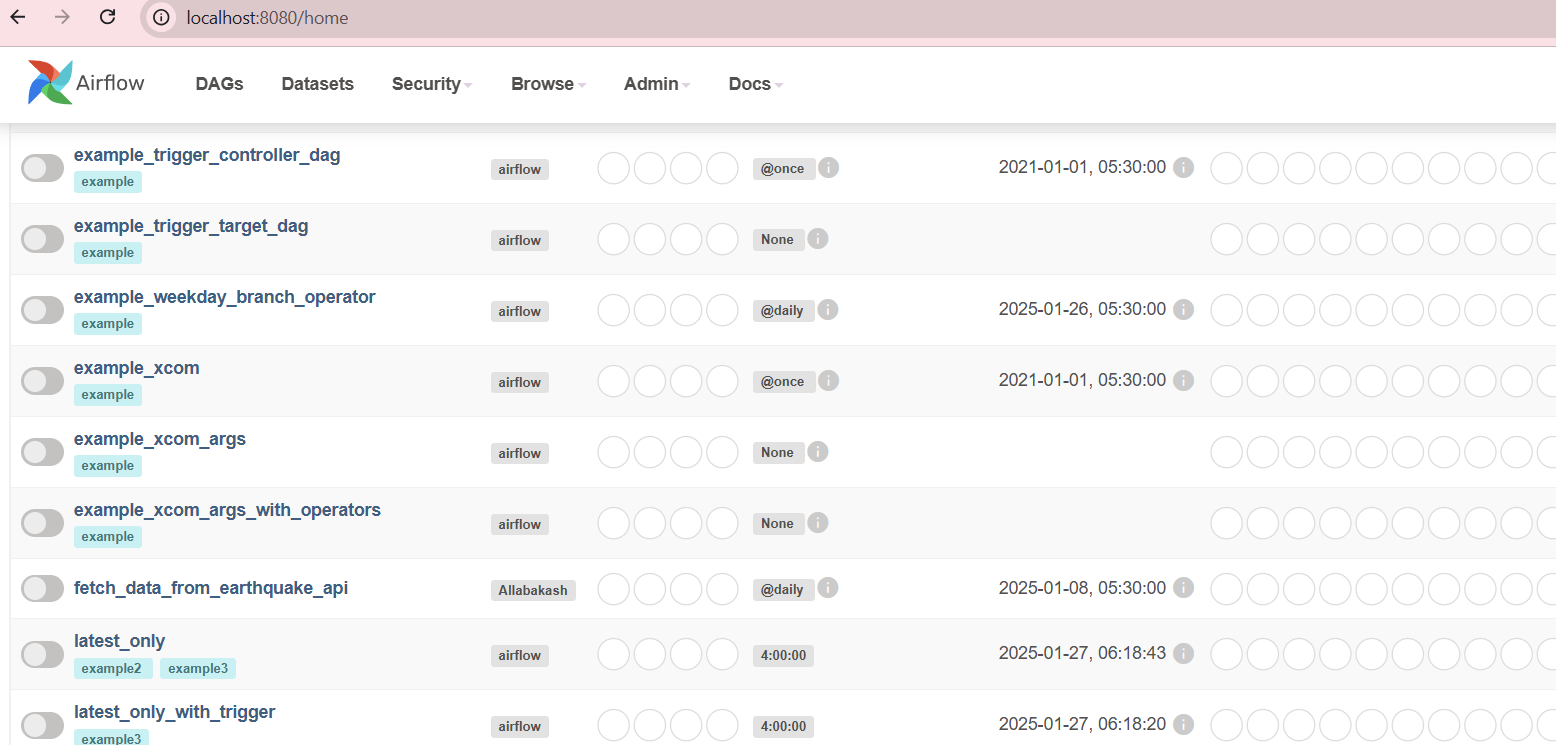 localhost:8080/home
Airflow DAGs Datasets Security Browse Admin Docs
example_trigger_controller_dag
example
airflow @once 2021-01-01, 05:30:00
example_trigger_target_dag
example
airflow None
example_weekday_branch_operator
example
airflow @daily 2025-01-26, 05:30:00
example_xcom
example
airflow @once 2021-01-01, 05:30:00
example_xcom_args
example
airflow None
example_xcom_args_with_operators
example
airflow None
fetch_data_from_earthquake_api Allabakash @daily 2025-01-08, 05:30:00
latest_only
example2 example3
airflow 4:00:00 2025-01-27, 06:18:43
latest_only_with_trigger
example3
airflow 4:00:00 2025-01-27, 06:18:20